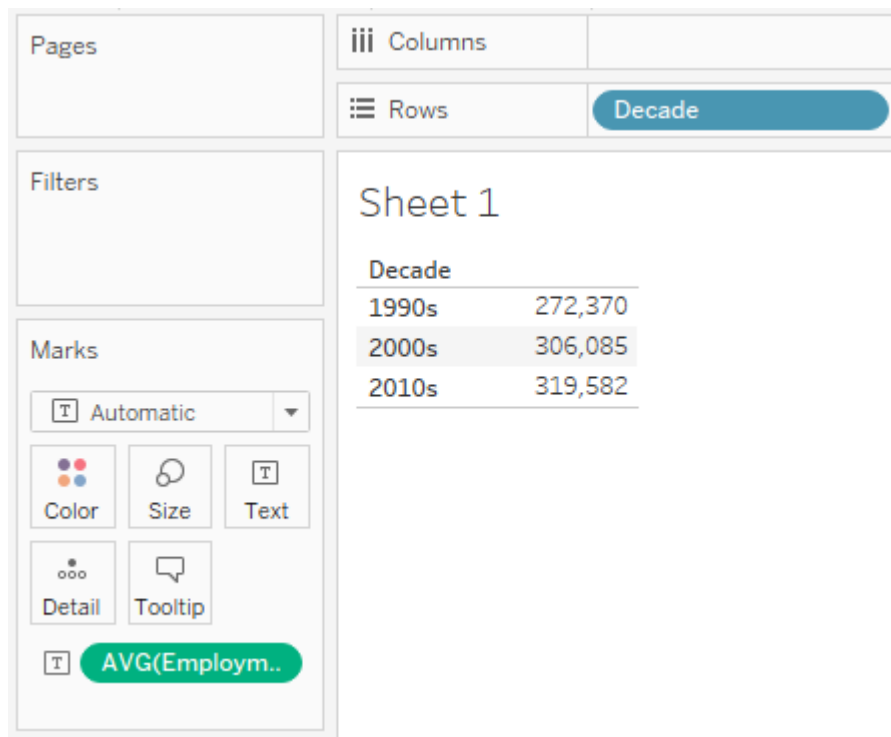 Pages
Columns
Rows
Decade
Filters
Sheet 1
Decade
1990s 272,370
2000s 306,085
2010s 319,582
Marks
T Automatic
Color Size T Text
Detail Tooltip
T AVG(Employm..